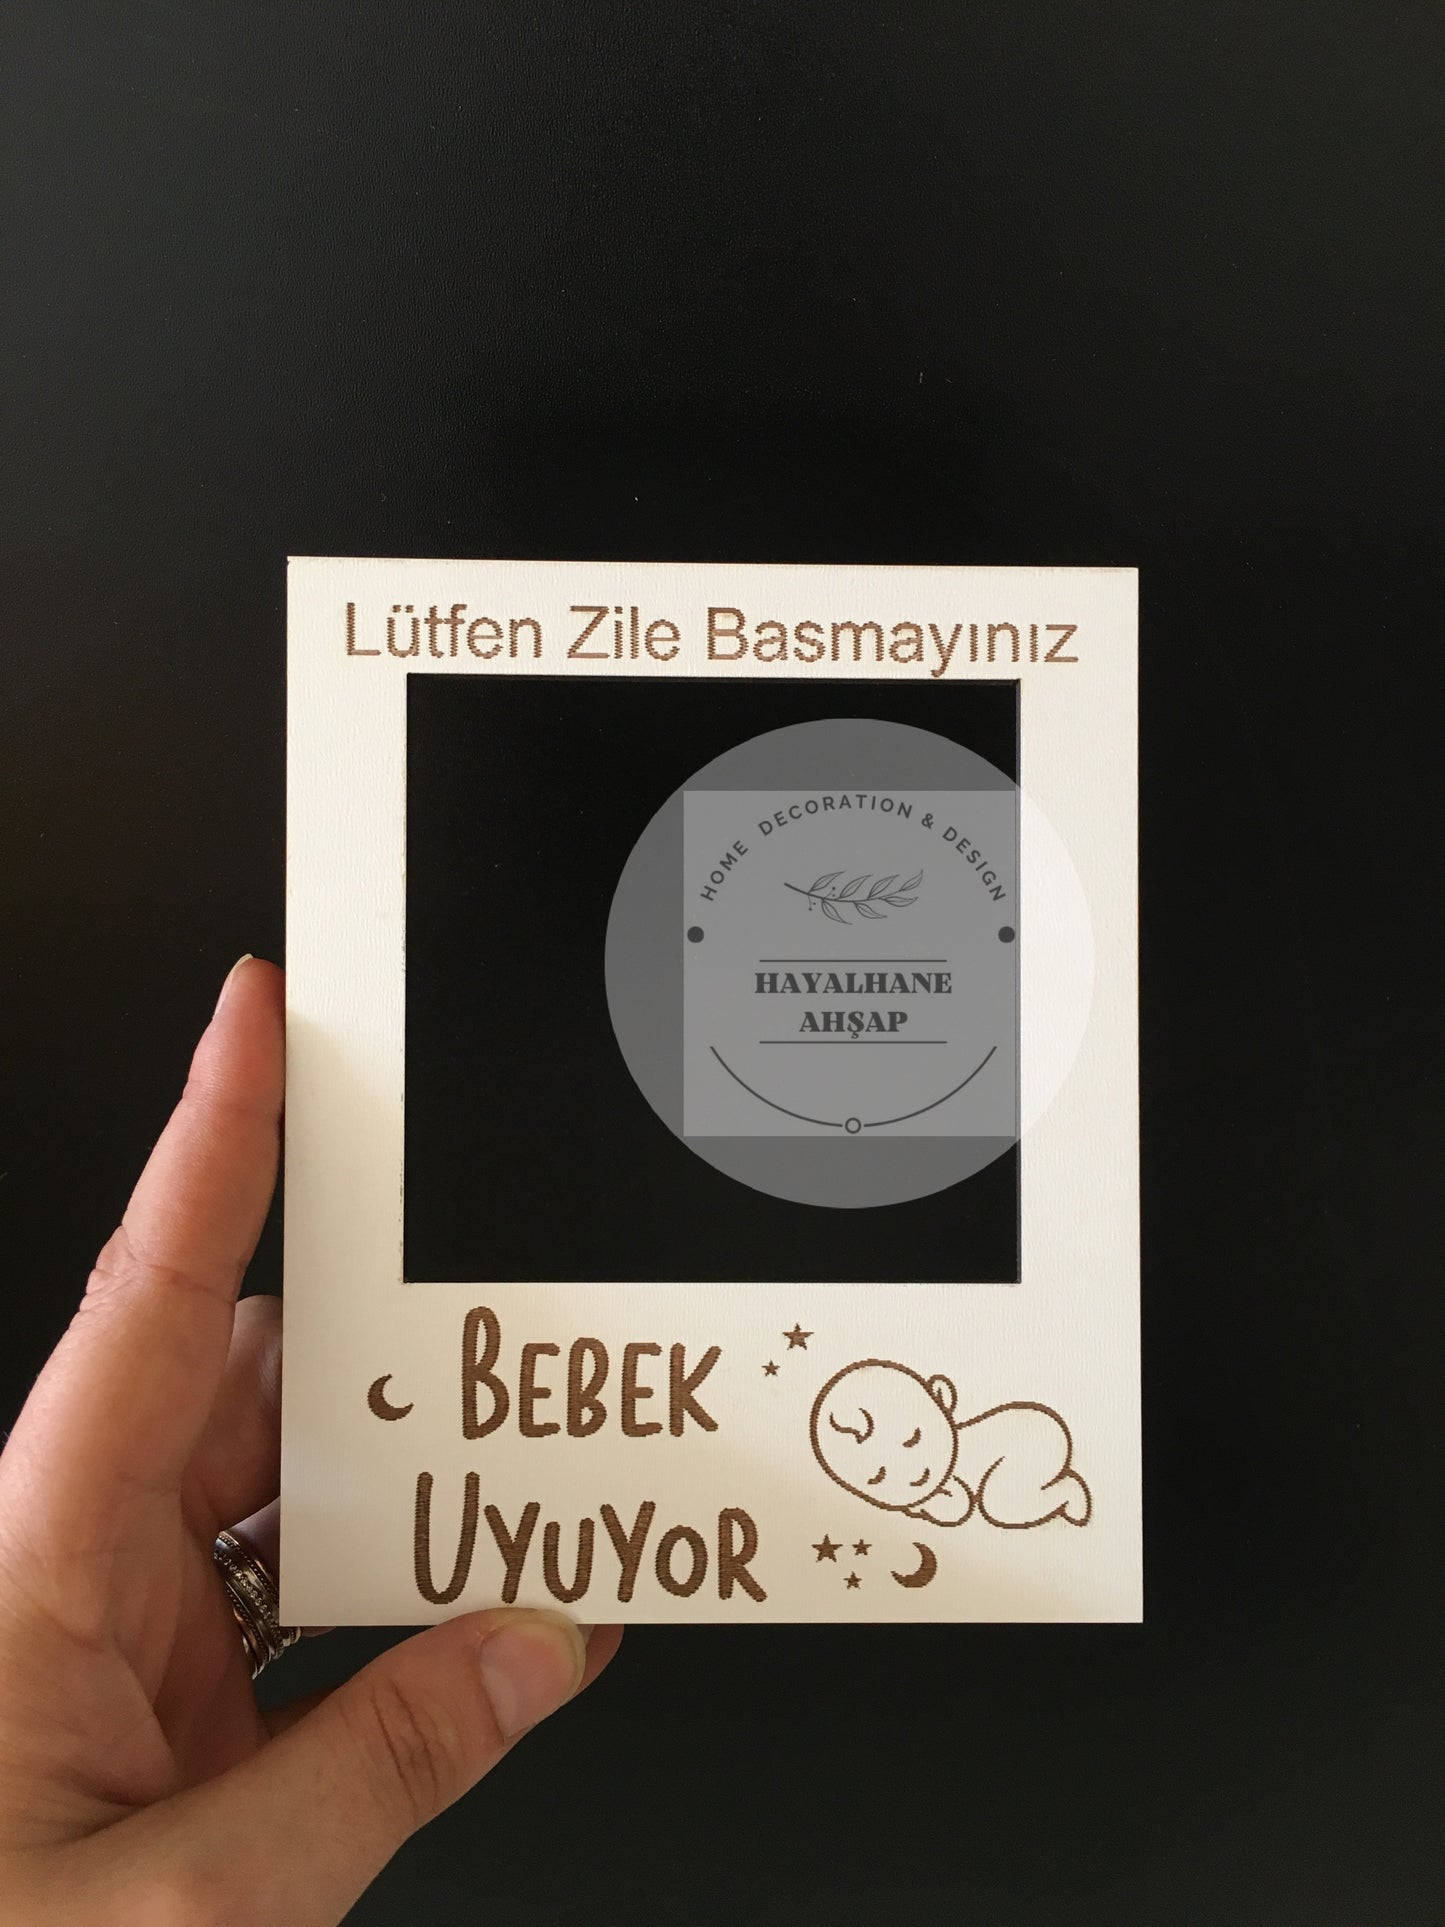 Lütfen Zile Basmayınız
HOME DECORATION & DESIGN
HAYALHANE
AHŞAP
BEBEK
UYUYOR